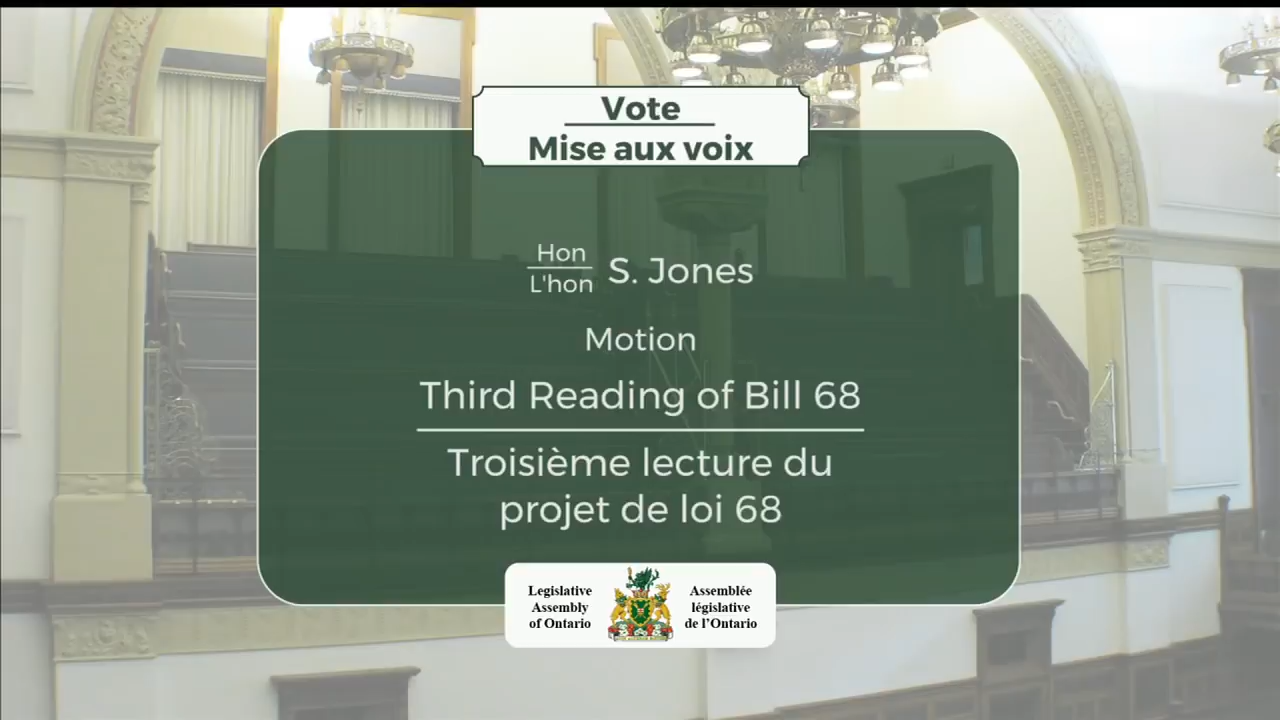 Vote
Mise aux voix
Hon
L'hon
S. Jones
Motion
Third Reading of Bill 68
Troisième lecture du
projet de loi 68
Legislative
Assembly
of Ontario
Assemblée
législative
de l'Ontario